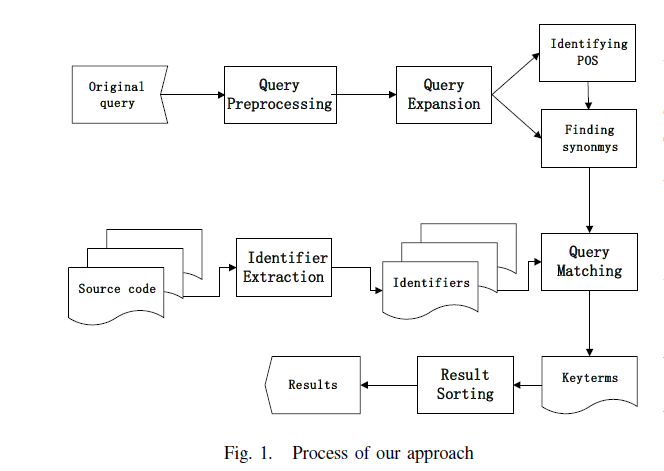 Original
query
Query
Preprocessing
Query
Expansion
Identifying
POS
Finding
synonmys
Source code
Identifier
Extraction
Identifiers
Query
Matching
Results
Result
Sorting
Keyterms
Fig. 1. Process of our approach